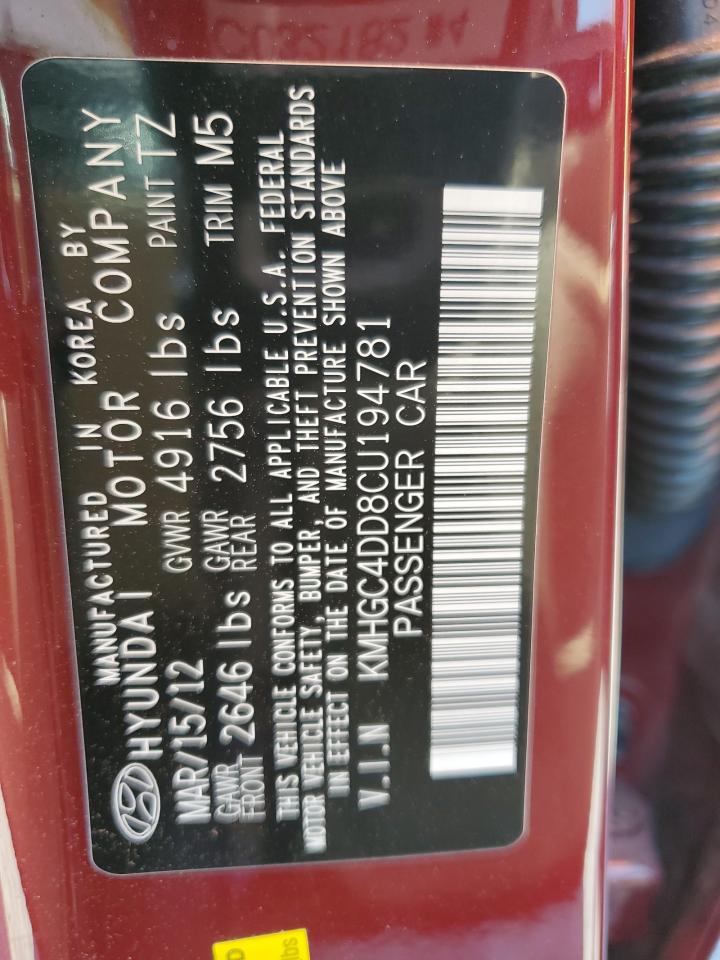 MANUFACTURED IN KOREA BY
HYUNDAI MOTOR COMPANY
MAR/15/12 GVWR 4916 lbs PAINT TZ
GAWR FRONT 2646 lbs GAWR REAR 2756 lbs TRIM M5
THIS VEHICLE CONFORMS TO ALL APPLICABLE U.S.A. FEDERAL
MOTOR VEHICLE SAFETY, BUMPER, AND THEFT PREVENTION STANDARDS
IN EFFECT ON THE DATE OF MANUFACTURE SHOWN ABOVE
V.I.N KMHGC4DD8CU194781
PASSENGER CAR
lbs